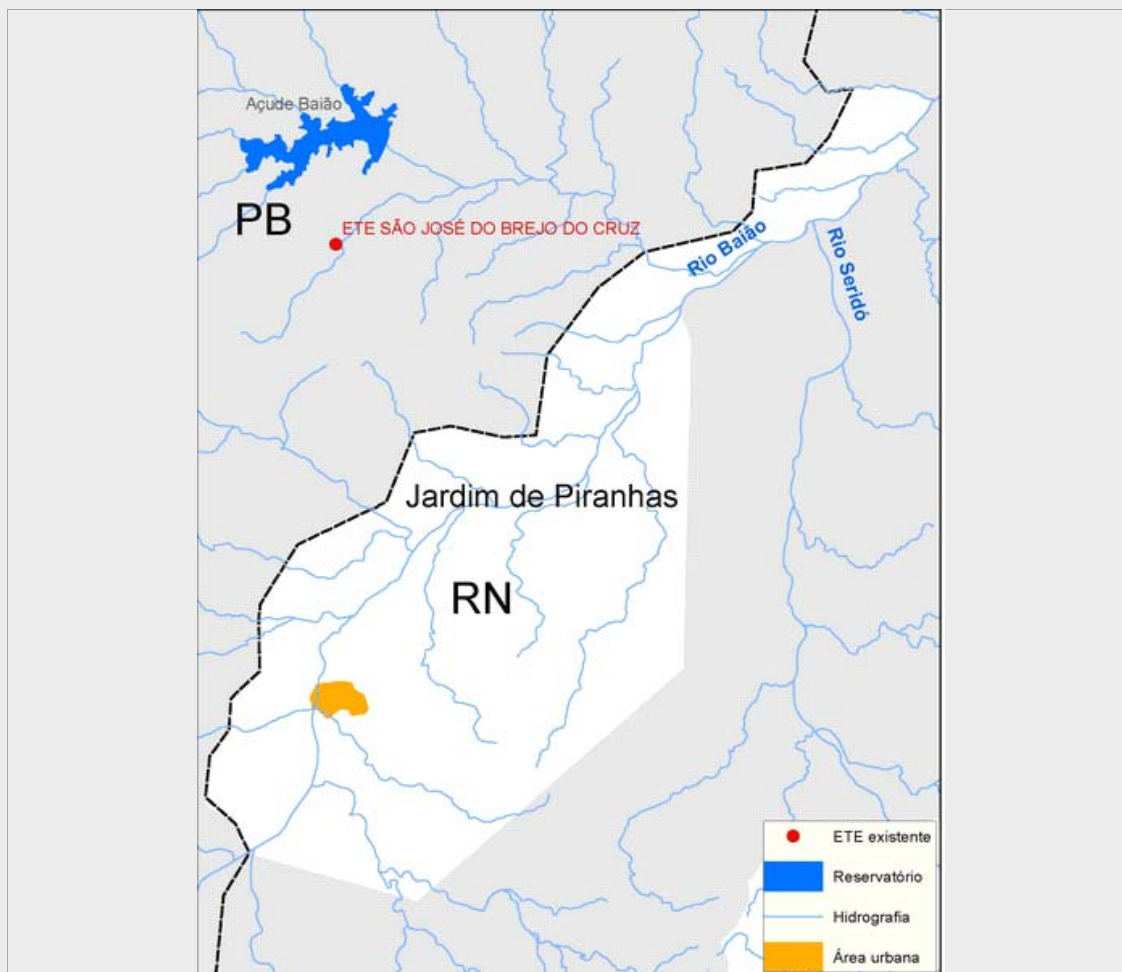 Açude Baião
PB
ETE SÃO JOSÉ DO BREJO DO CRUZ
Rio Baião
Rio Seridó
Jardim de Piranhas
RN
ETE existente
Reservatório
Hidrografia
Área urbana